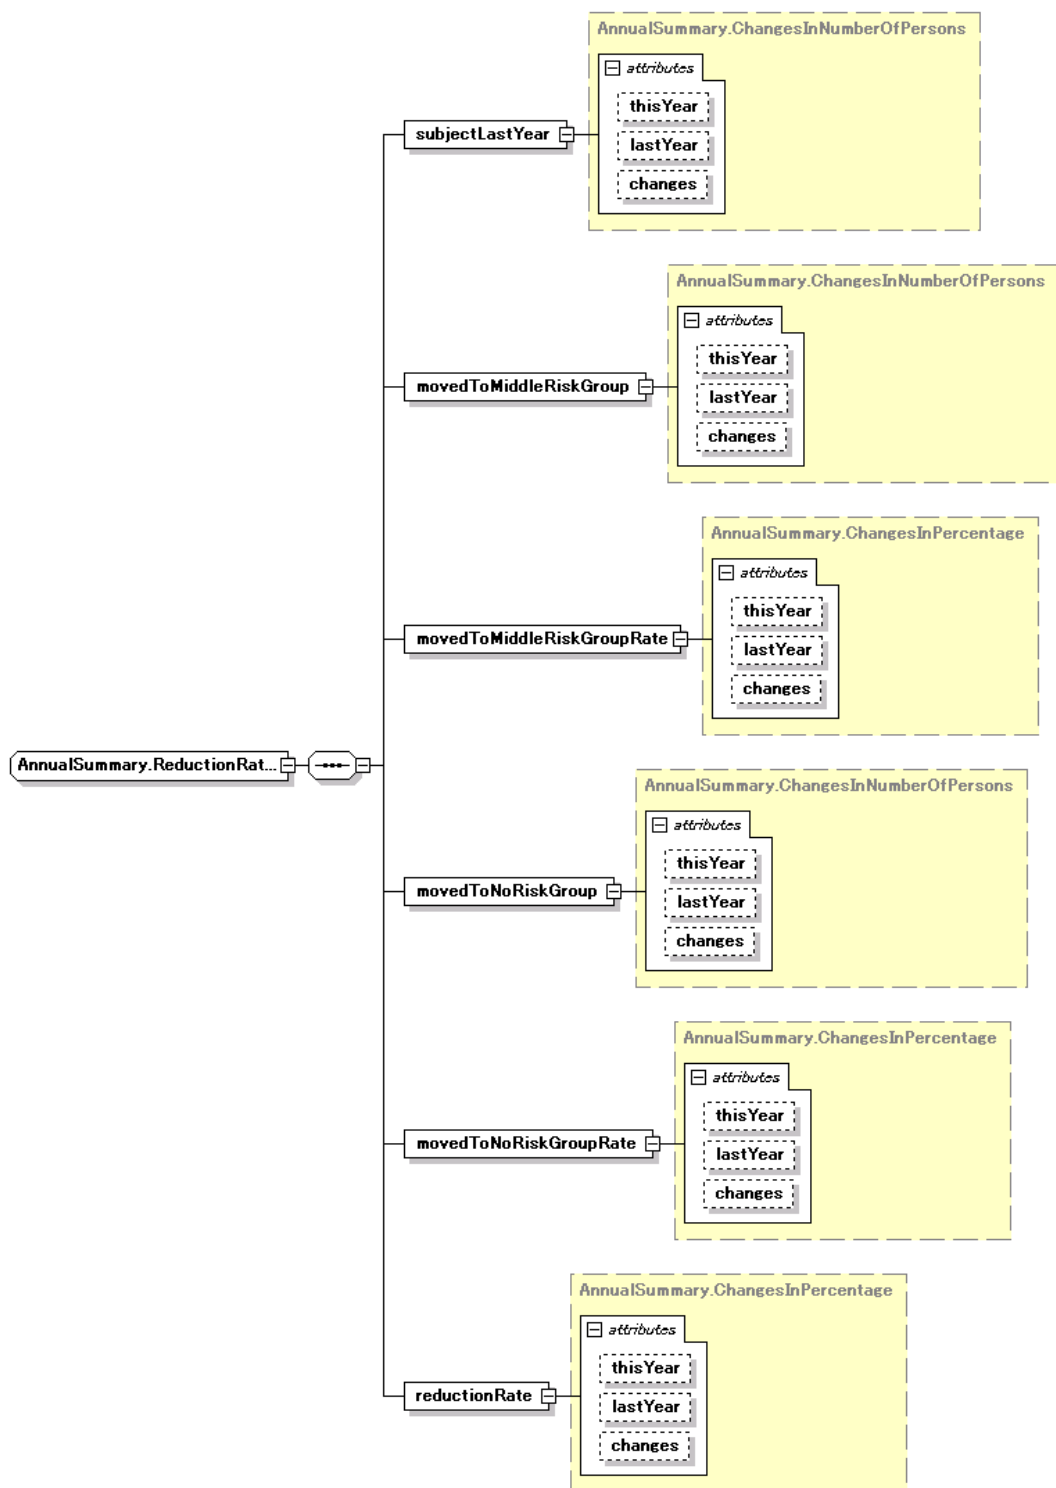 AnnualSummary.ChangesInNumberOfPersons
attributes
thisYear
subjectLastYear
lastYear
changes
AnnualSummary.ChangesInNumberOfPersons
attributes
thisYear
movedToMiddleRiskGroup
lastYear
changes
AnnualSummary.ChangesInPercentage
attributes
thisYear
movedToMiddleRiskGroupRate
lastYear
changes
AnnualSummary.ReductionRat...
AnnualSummary.ChangesInNumberOfPersons
attributes
thisYear
movedToNoRiskGroup
lastYear
changes
AnnualSummary.ChangesInPercentage
attributes
thisYear
movedToNoRiskGroupRate
lastYear
changes
AnnualSummary.ChangesInPercentage
attributes
thisYear
reductionRate
lastYear
changes